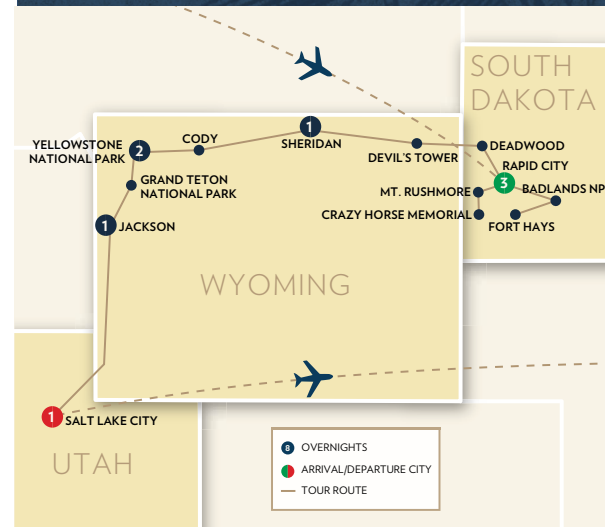 SOUTH
DAKOTA
1
SHERIDAN
CODY
YELLOWSTONE
NATIONAL PARK
2
DEVIL'S TOWER
DEADWOOD
RAPID CITY
3
BADLANDS NP
MT. RUSHMORE
CRAZY HORSE MEMORIAL
FORT HAYS
GRAND TETON
NATIONAL PARK
1
JACKSON
WYOMING
1
SALT LAKE CITY
UTAH
8 OVERNIGHTS
ARRIVAL/DEPARTURE CITY
TOUR ROUTE